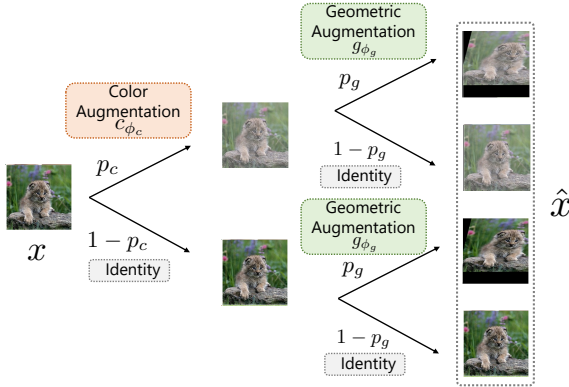 Geometric
Augmentation
g_{ϕ_g}
p_g
Color
Augmentation
c_{ϕ_c}
p_c
1 − p_g
Identity
x̂
x
1 − p_c
Identity
Geometric
Augmentation
g_{ϕ_g}
p_g
1 − p_g
Identity